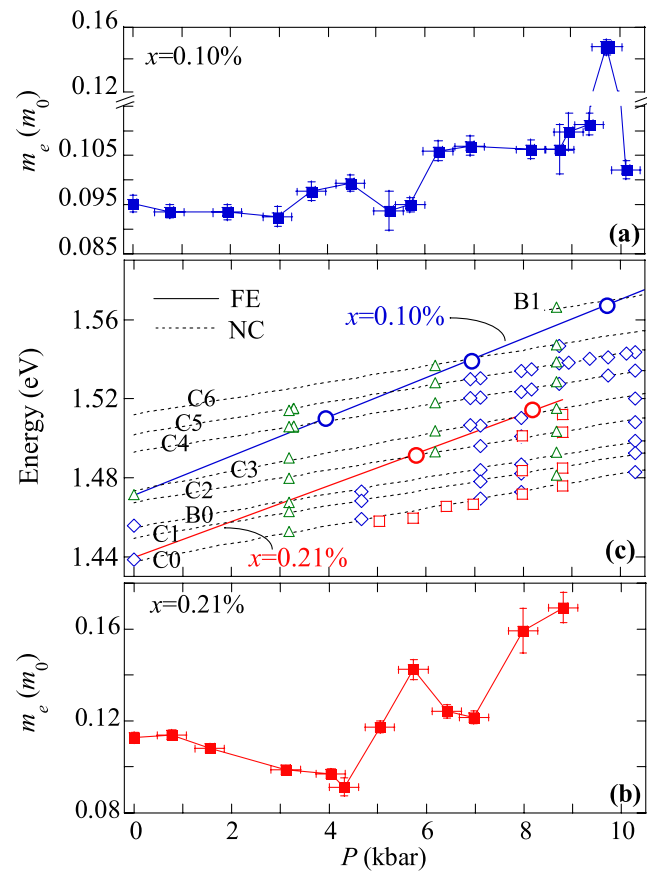 0.16
x=0.10%
0.12
m_e (m_0)
0.105
0.095
0.085
(a)
FE
NC
x=0.10%
B1
1.56
C6
C5
C4
1.52
Energy (eV)
C3
C2
1.48
B0
C1
C0
x=0.21%
1.44
(c)
x=0.21%
0.16
m_e (m_0)
0.12
0.08
(b)
0 2 4 6 8 10
P (kbar)